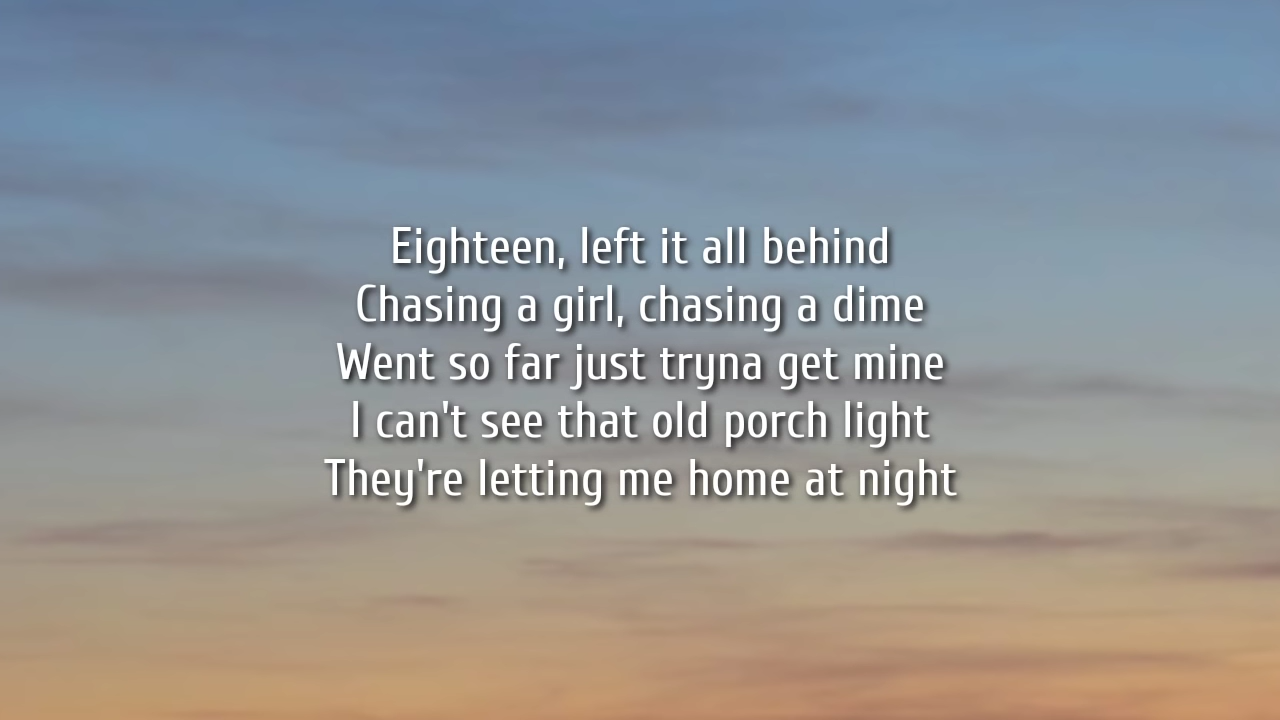 Eighteen, left it all behind
Chasing a girl, chasing a dime
Went so far just tryna get mine
I can't see that old porch light
They're letting me home at night